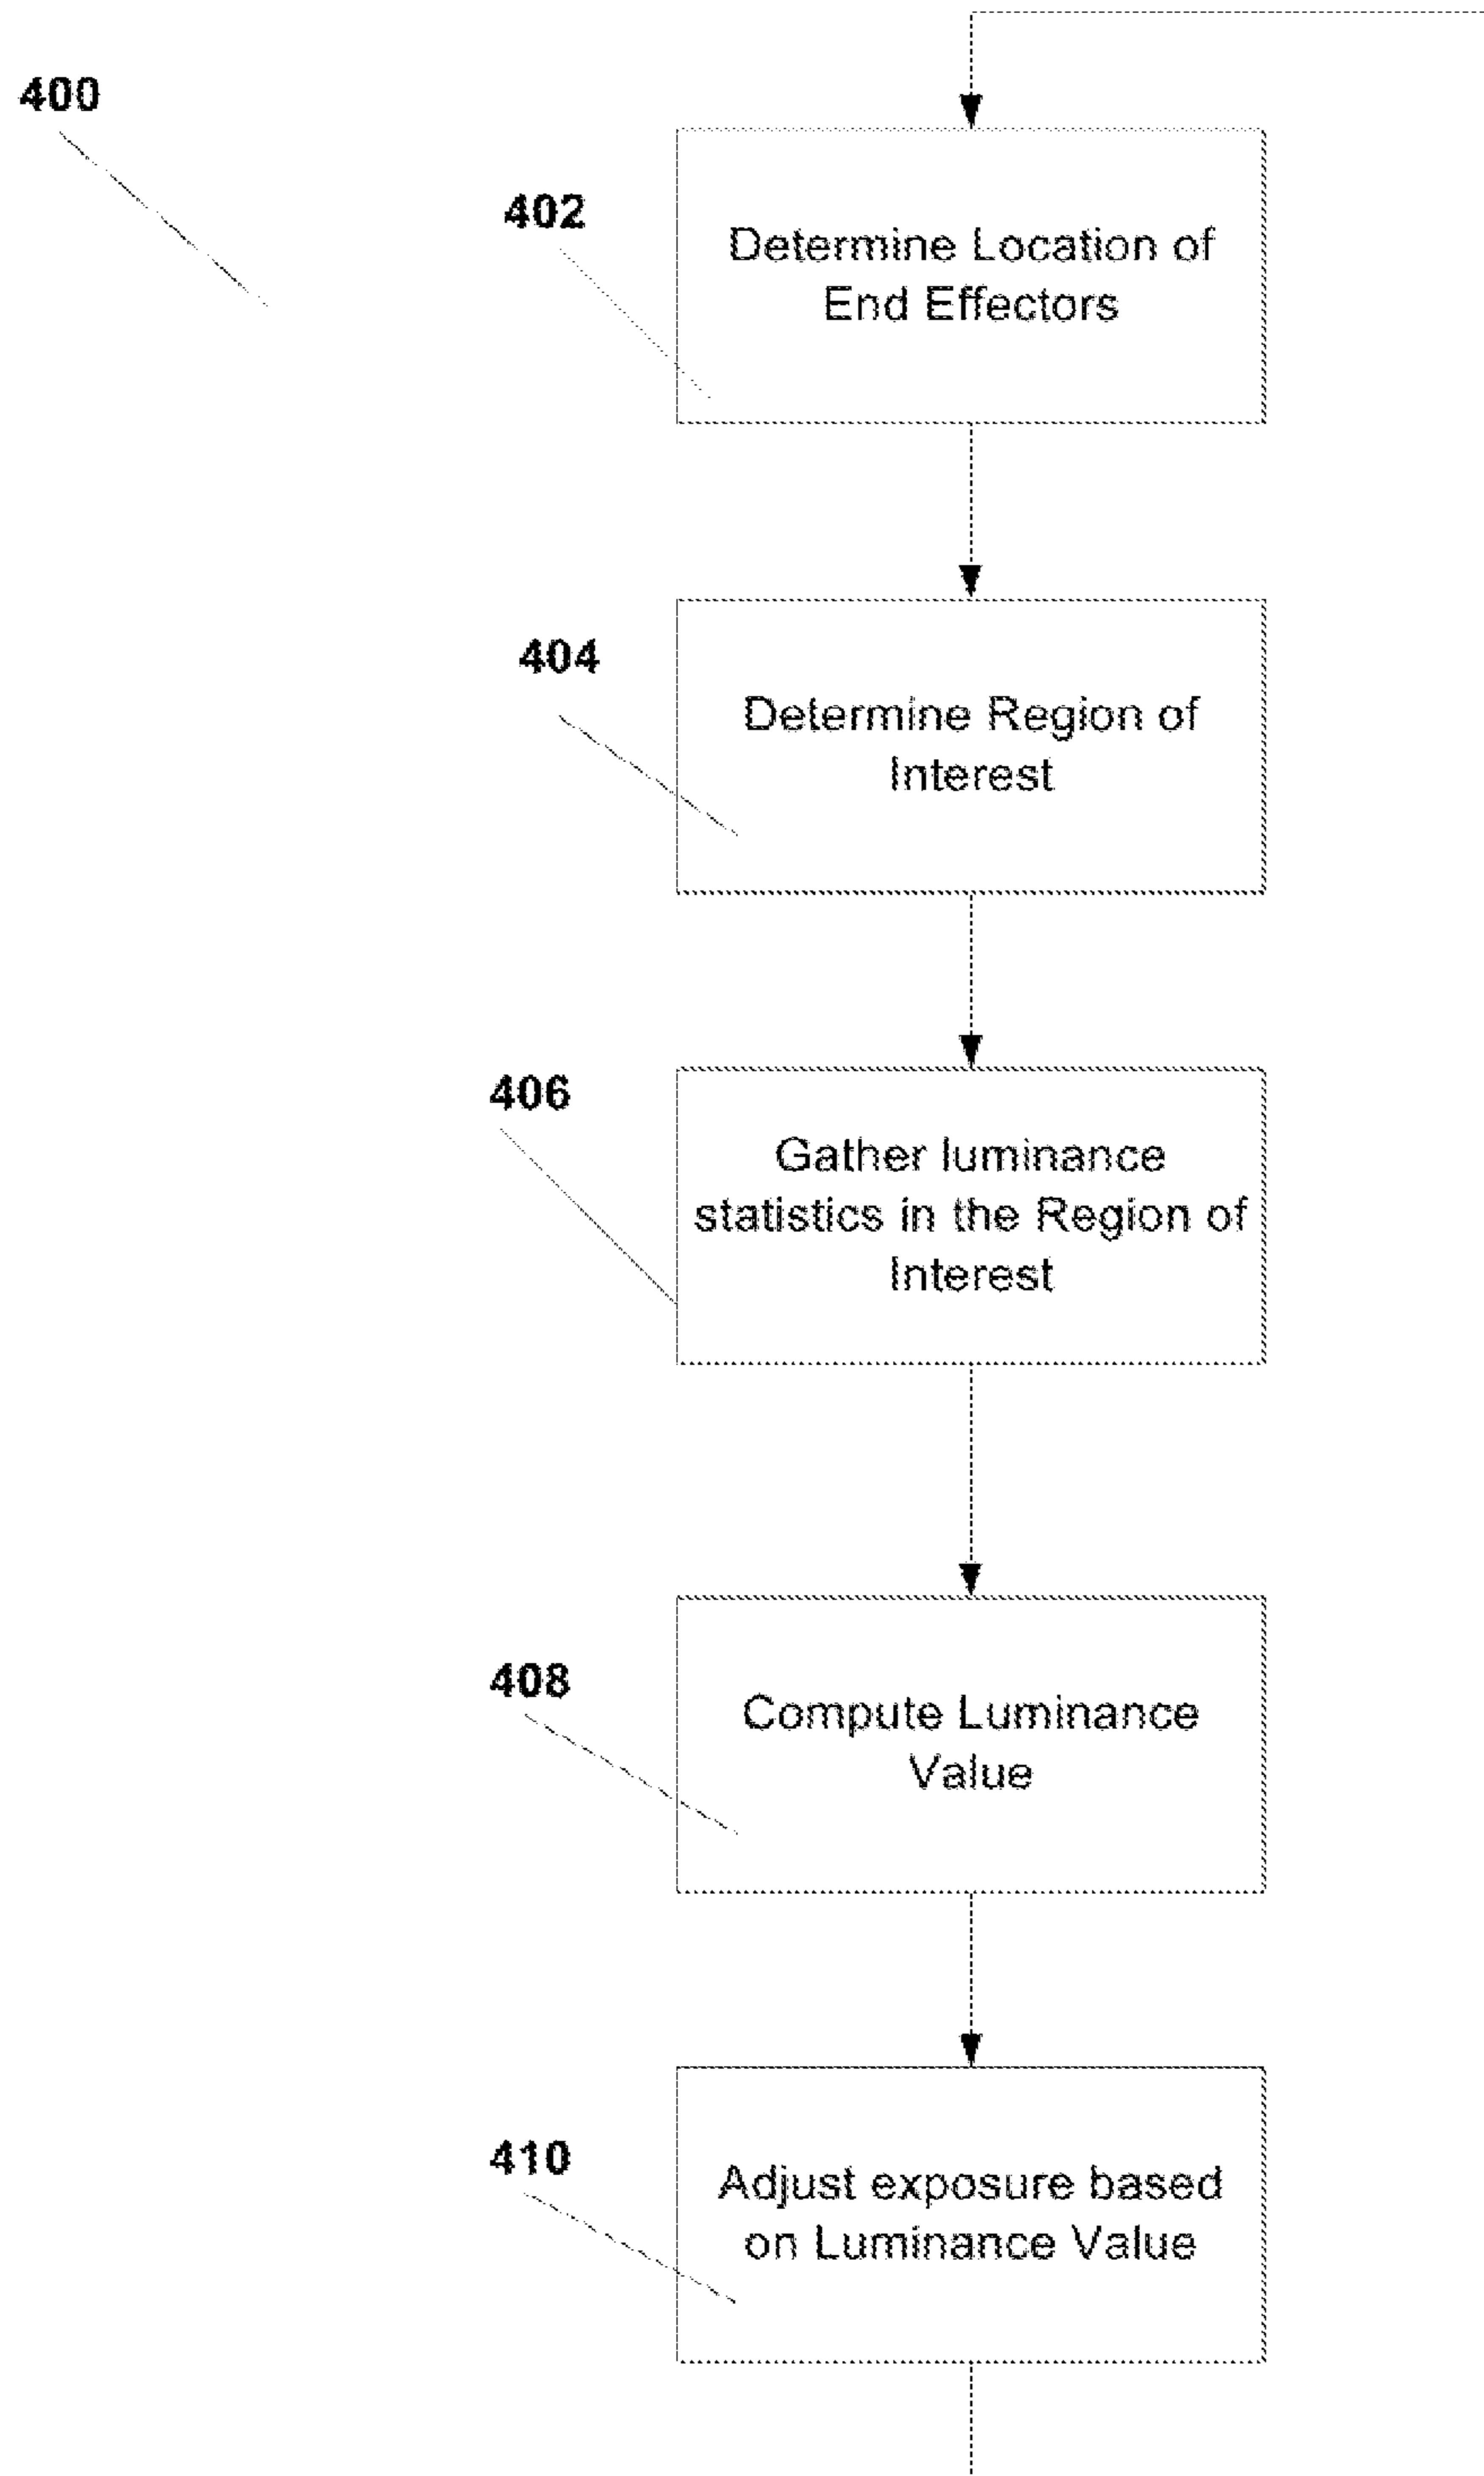 400
402
Determine Location of
End Effectors
404
Determine Region of
Interest
406
Gather luminance
statistics in the Region of
Interest
408
Compute Luminance
Value
410
Adjust exposure based
on Luminance Value